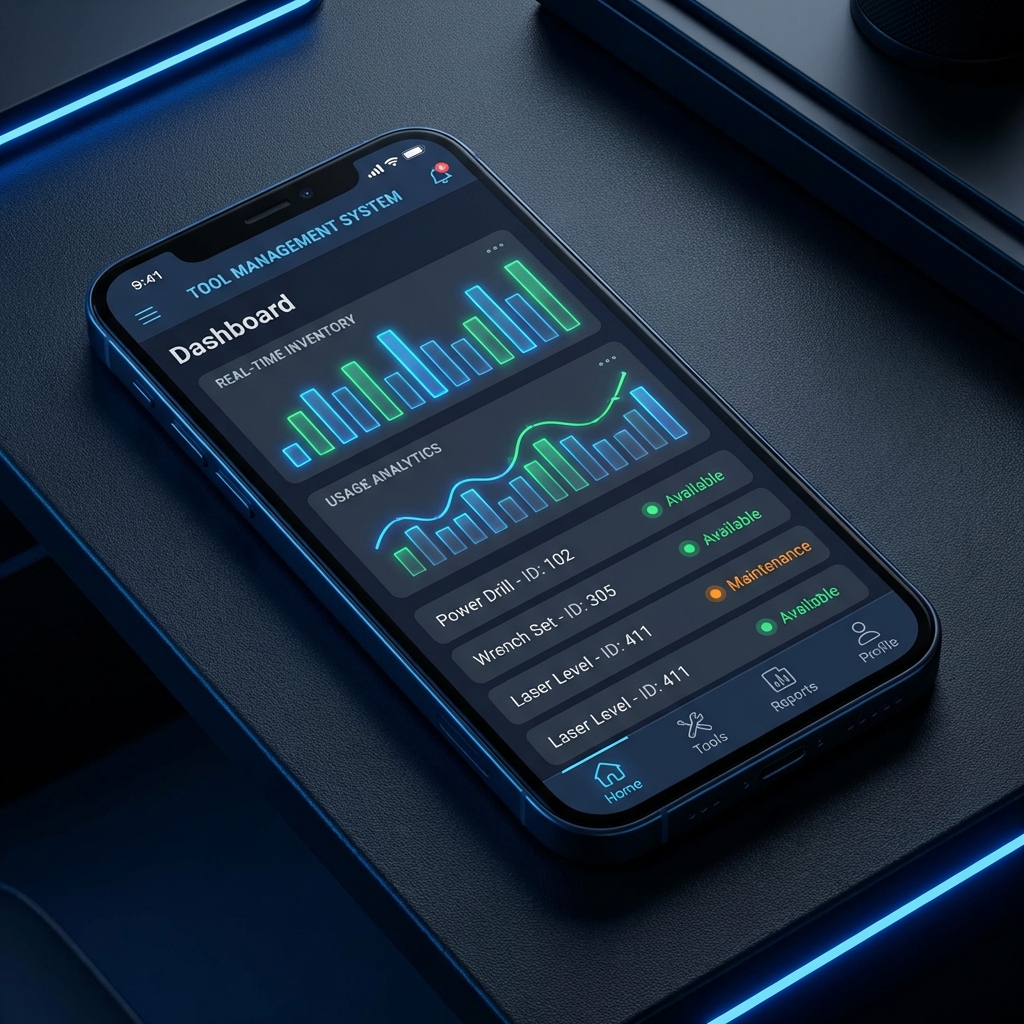 9:41
TOOL MANAGEMENT SYSTEM
Dashboard
REAL-TIME INVENTORY
USAGE ANALYTICS
Power Drill - ID: 102 Available
Wrench Set - ID: 305 Available
Laser Level - ID: 411 Maintenance
Laser Level - ID: 411 Available
Home Tools Reports Profile